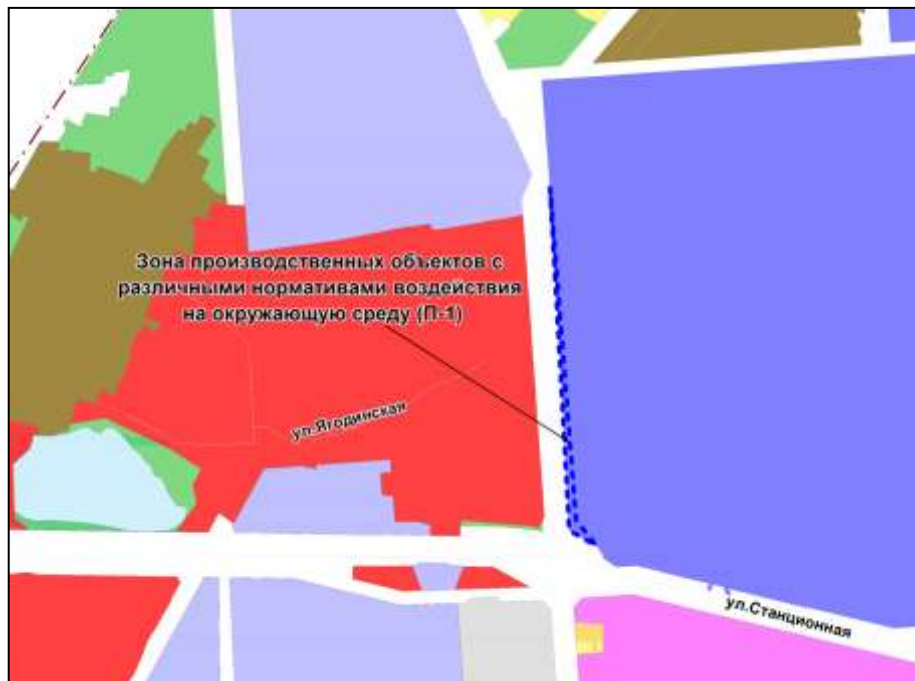 Зона производственных объектов с
различными нормативами воздействия
на окружающую среду (П-1)
ул.Ягодинская
ул.Станционная